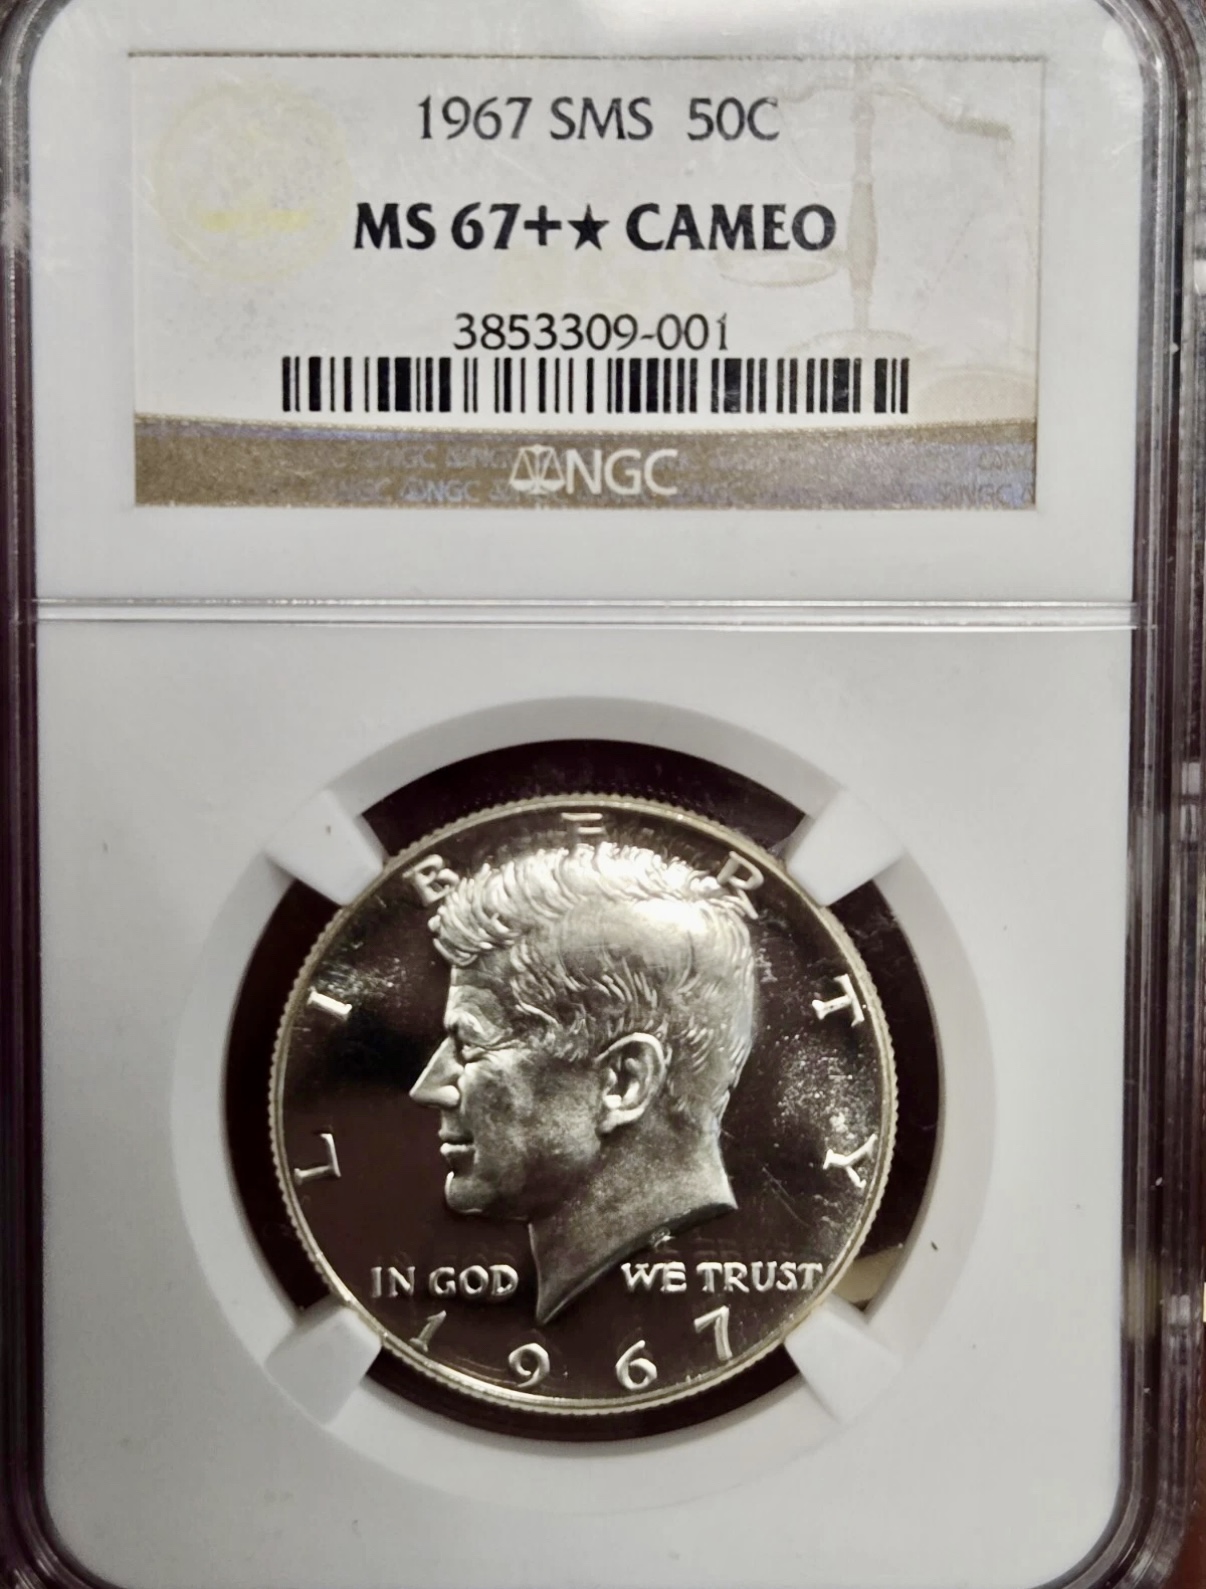 1967 SMS 50C
MS 67+★ CAMEO
3853309-001
NGC
LIBERTY
IN GOD WE TRUST
1967